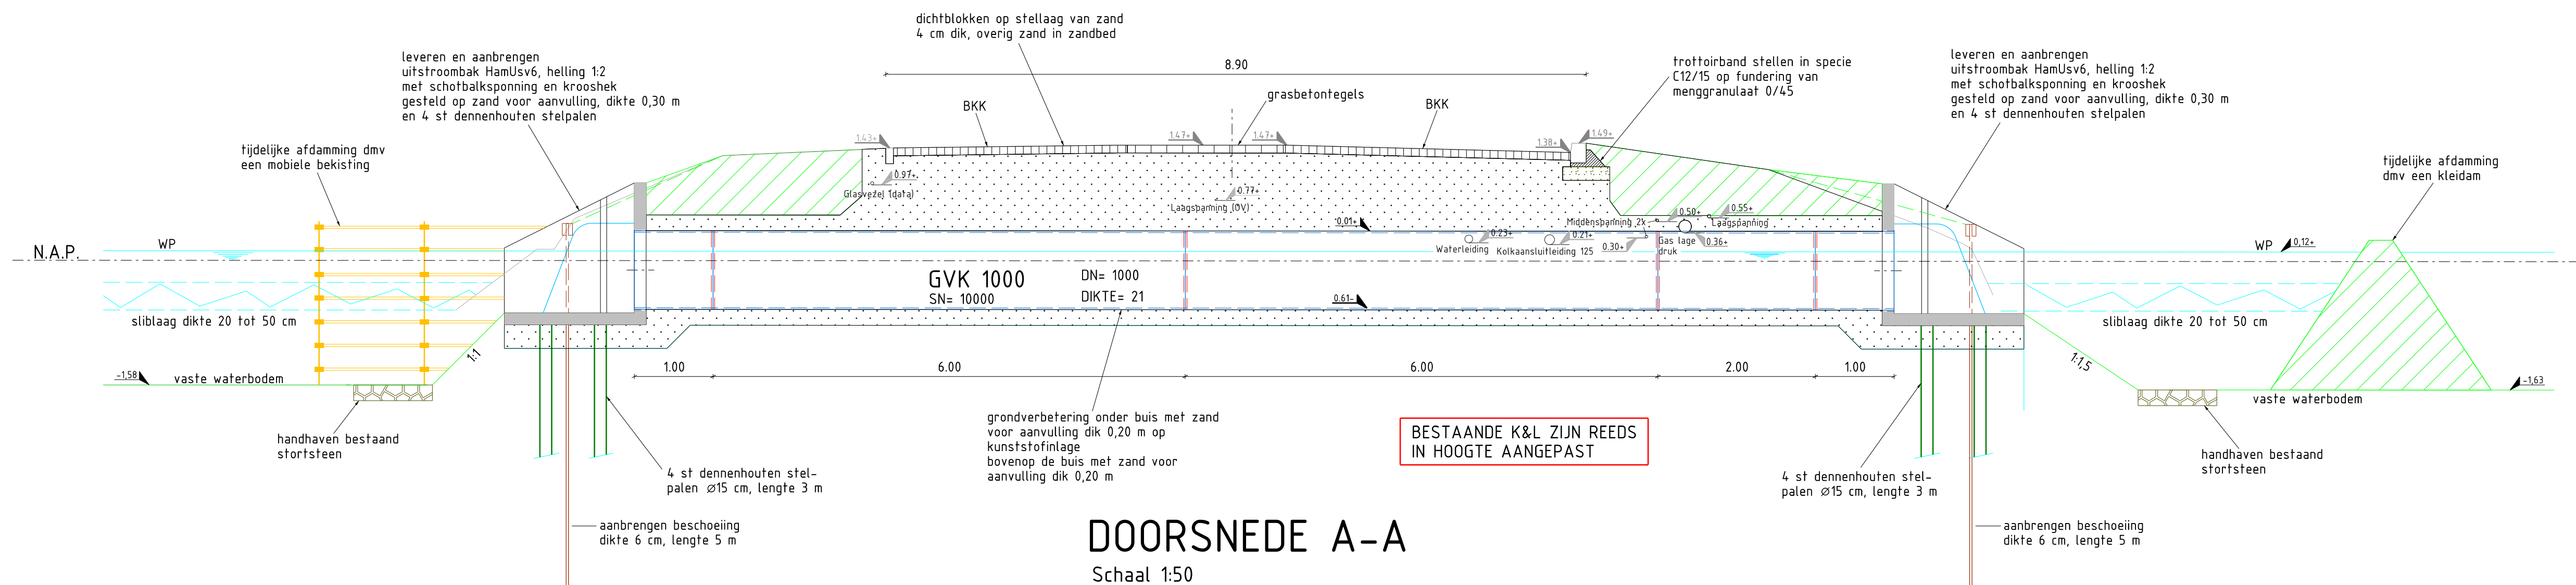 dichtblokken op stellaag van zand
4 cm dik, overig zand in zandbed
leveren en aanbrengen
uitstroombak HamUsv6, helling 1:2
met schotbalksponning en krooshek
gesteld op zand voor aanvulling, dikte 0,30 m
en 4 st dennenhouten stelpalen
8.90
trottoirband stellen in specie
C12/15 op fundering van
menggranulaat 0/45
leveren en aanbrengen
uitstroombak HamUsv6, helling 1:2
met schotbalksponning en krooshek
gesteld op zand voor aanvulling, dikte 0,30 m
en 4 st dennenhouten stelpalen
BKK
grasbetontegels
BKK
tijdelijke afdamming dmv
een mobiele bekisting
1.43+
1.47+
1.47+
1.38+
1.49+
tijdelijke afdamming
dmv een kleidam
0.97+
Glasvezel (data)
0.77+
Laagspanning (OV)
0.01+
Middenspanning 2x
0.50+
0.55+
Laagspanning
0.23+
Waterleiding
0.21+
Kolkaansluitleiding 125
0.30+
Gas lage
druk
0.36+
N.A.P.
WP
WP
0,12+
GVK 1000
SN= 10000
DN= 1000
DIKTE= 21
0.61-
sliblaag dikte 20 tot 50 cm
sliblaag dikte 20 tot 50 cm
1:1
1:1,5
1.00
6.00
6.00
2.00
1.00
-1,58
vaste waterbodem
-1,63
vaste waterbodem
handhaven bestaand
stortsteen
grondverbetering onder buis met zand
voor aanvulling dik 0,20 m op
kunststofinlage
bovenop de buis met zand voor
aanvulling dik 0,20 m
BESTAANDE K&L ZIJN REEDS
IN HOOGTE AANGEPAST
handhaven bestaand
stortsteen
4 st dennenhouten stel-
palen ⌀15 cm, lengte 3 m
4 st dennenhouten stel-
palen ⌀15 cm, lengte 3 m
aanbrengen beschoeiing
dikte 6 cm, lengte 5 m
aanbrengen beschoeiing
dikte 6 cm, lengte 5 m
DOORSNEDE A-A
Schaal 1:50